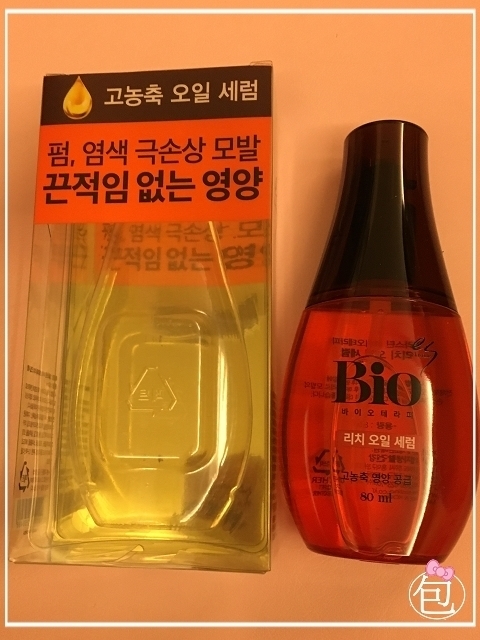 고농축 오일 세럼
펌, 염색 극손상 모발
끈적임 없는 영양
Bio
바이오테라피
리치 오일 세럼
고농축 영양 공급
80 ml
包